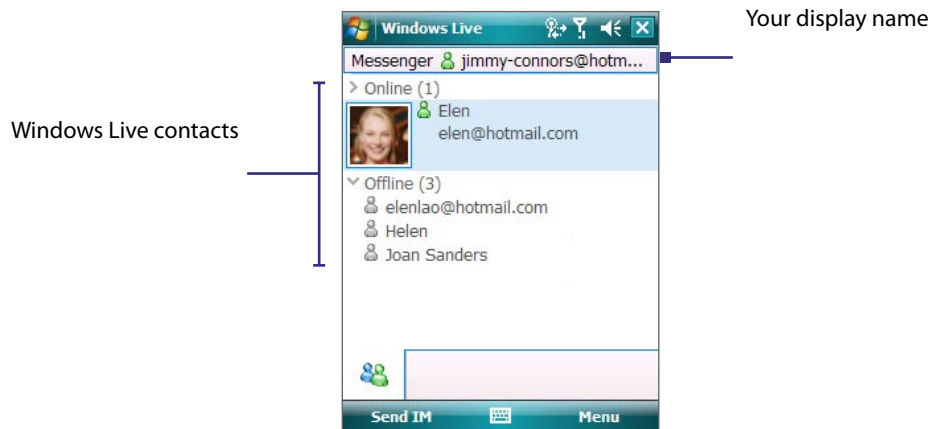 Your display name
Windows Live
Messenger jimmy-connors@hotm...
Online (1)
Windows Live contacts
Elen
elen@hotmail.com
Offline (3)
elenlao@hotmail.com
Helen
Joan Sanders
Send IM Menu